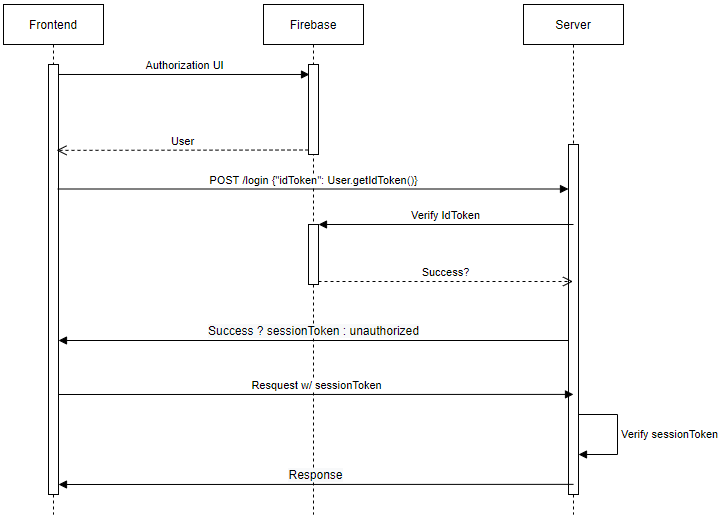 Frontend
Firebase
Server
Authorization UI
User
POST /login {"idToken": User.getIdToken()}
Verify IdToken
Success?
Success ? sessionToken : unauthorized
Resquest w/ sessionToken
Verify sessionToken
Response